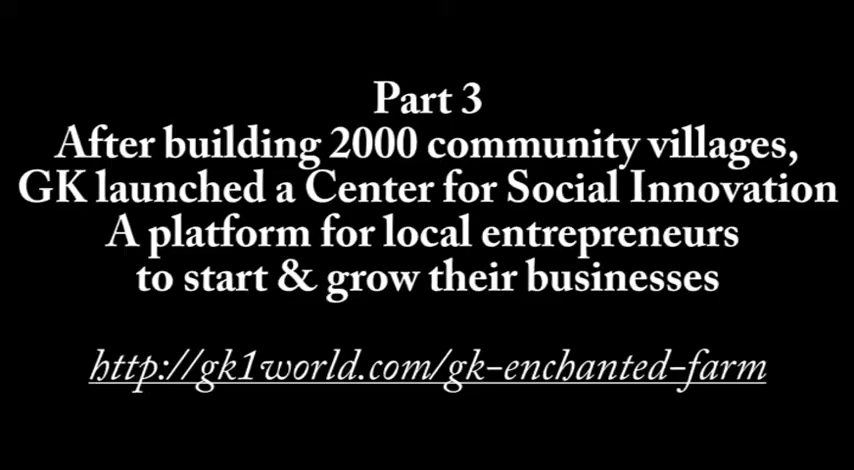 Part 3
After building 2000 community villages,
GK launched a Center for Social Innovation
A platform for local entrepreneurs
to start & grow their businesses
http://gk1world.com/gk-enchanted-farm